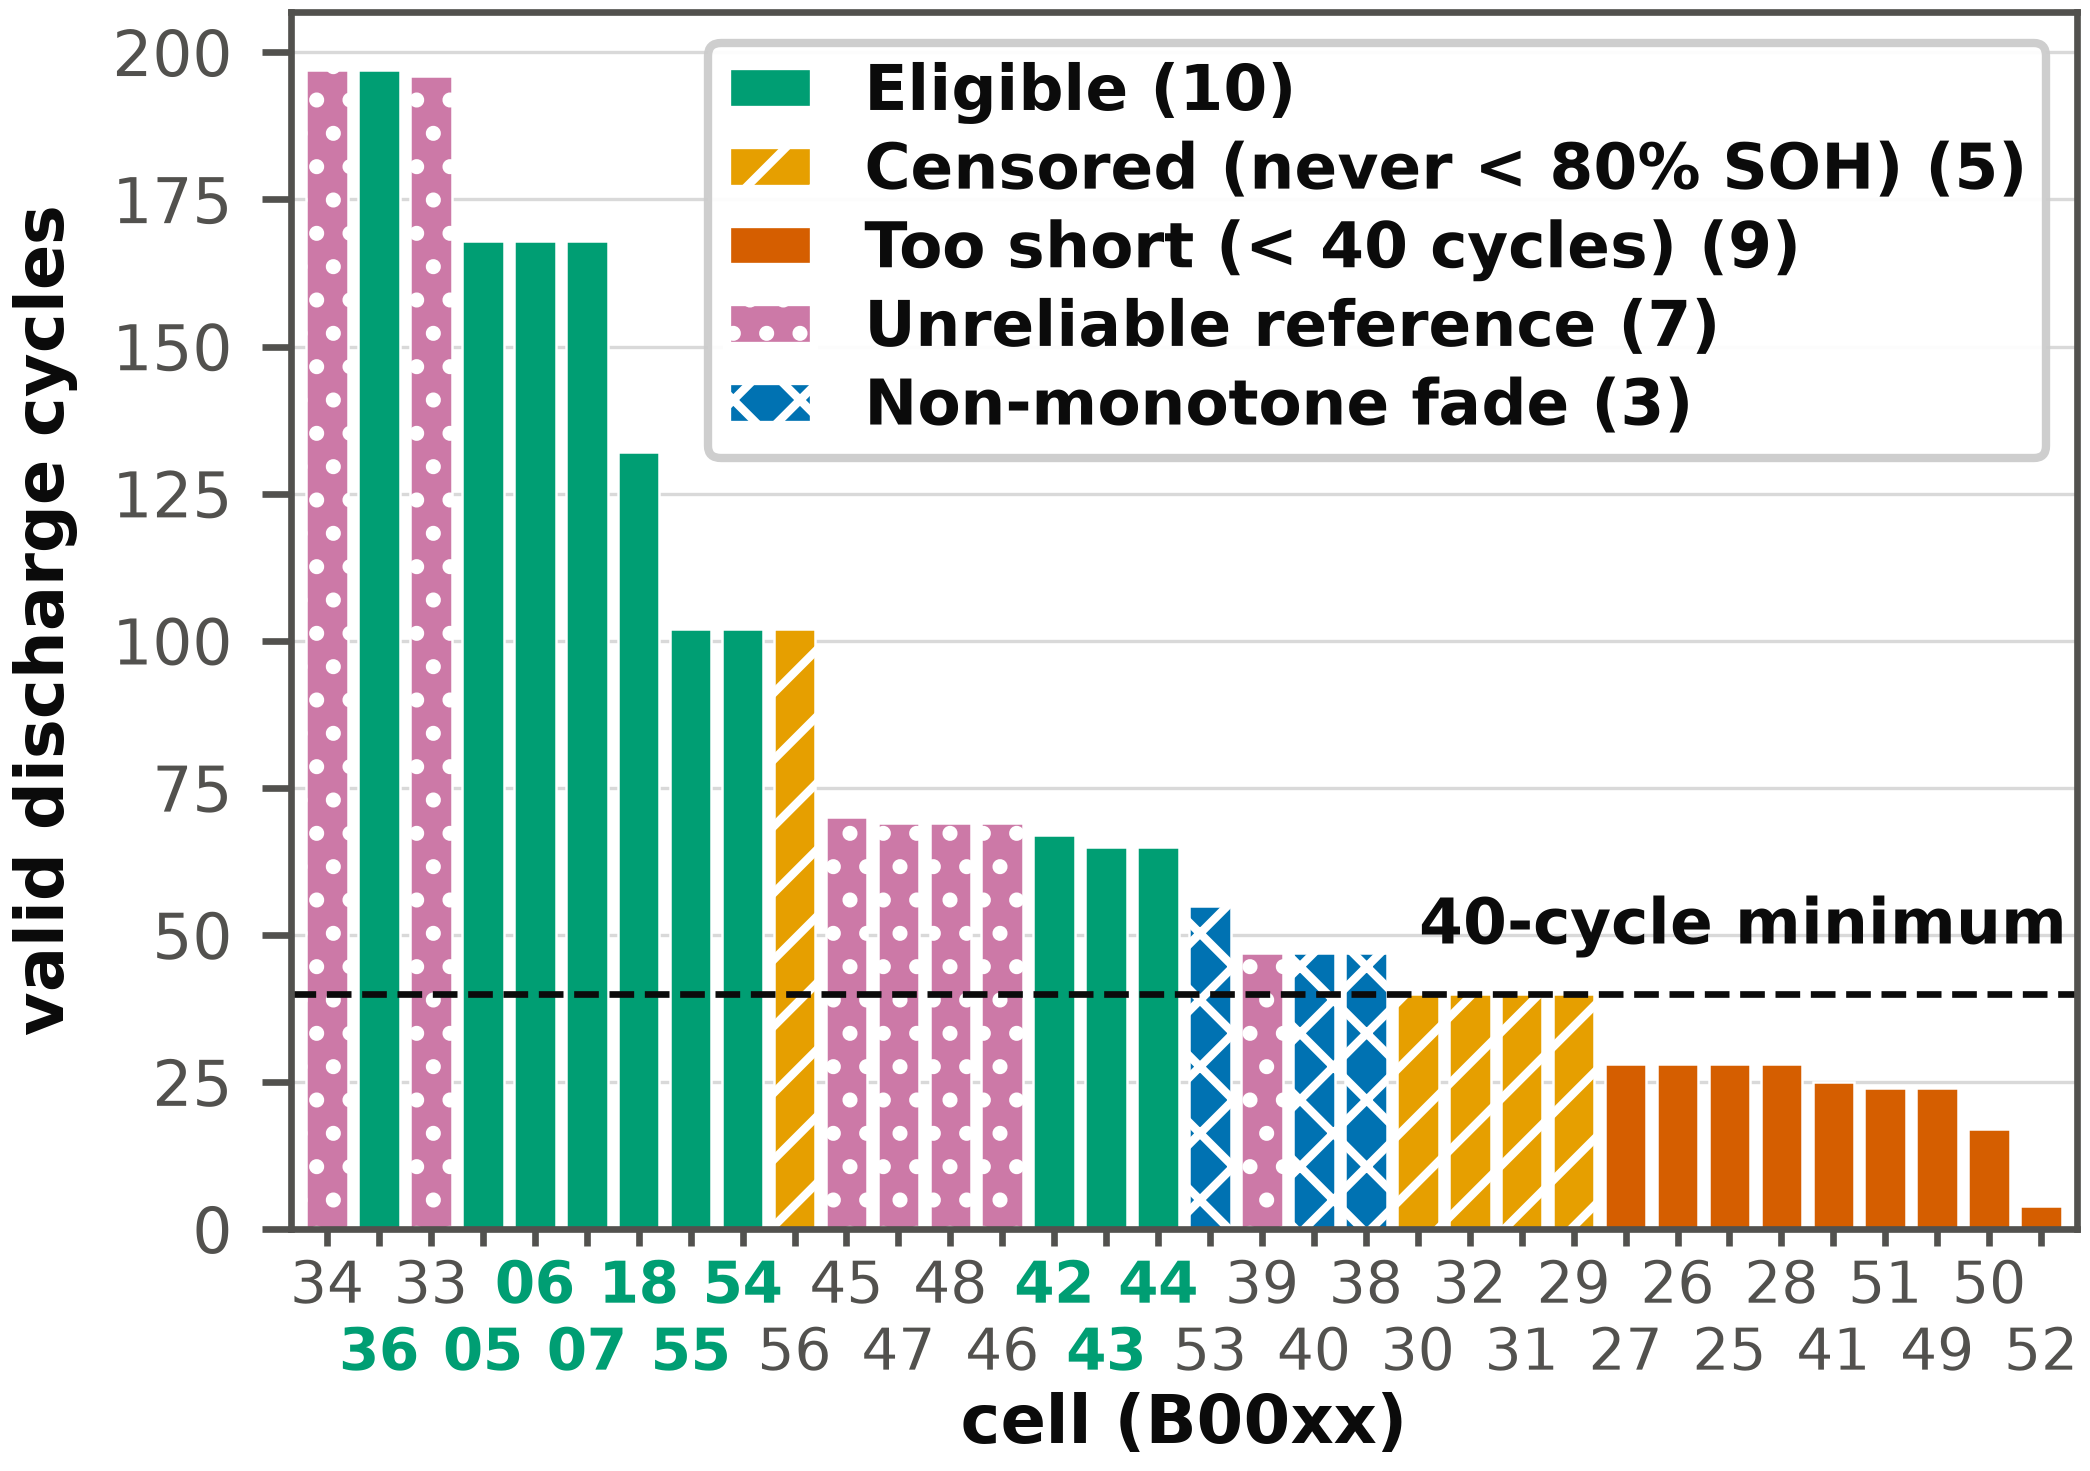 200
175
150
125
100
75
50
25
0
valid discharge cycles
Eligible (10)
Censored (never < 80% SOH) (5)
Too short (< 40 cycles) (9)
Unreliable reference (7)
Non-monotone fade (3)
40-cycle minimum
34 33 06 18 54 45 48 42 44 39 38 32 29 26 28 51 50
36 05 07 55 56 47 46 43 53 40 30 31 27 25 41 49 52
cell (B00xx)